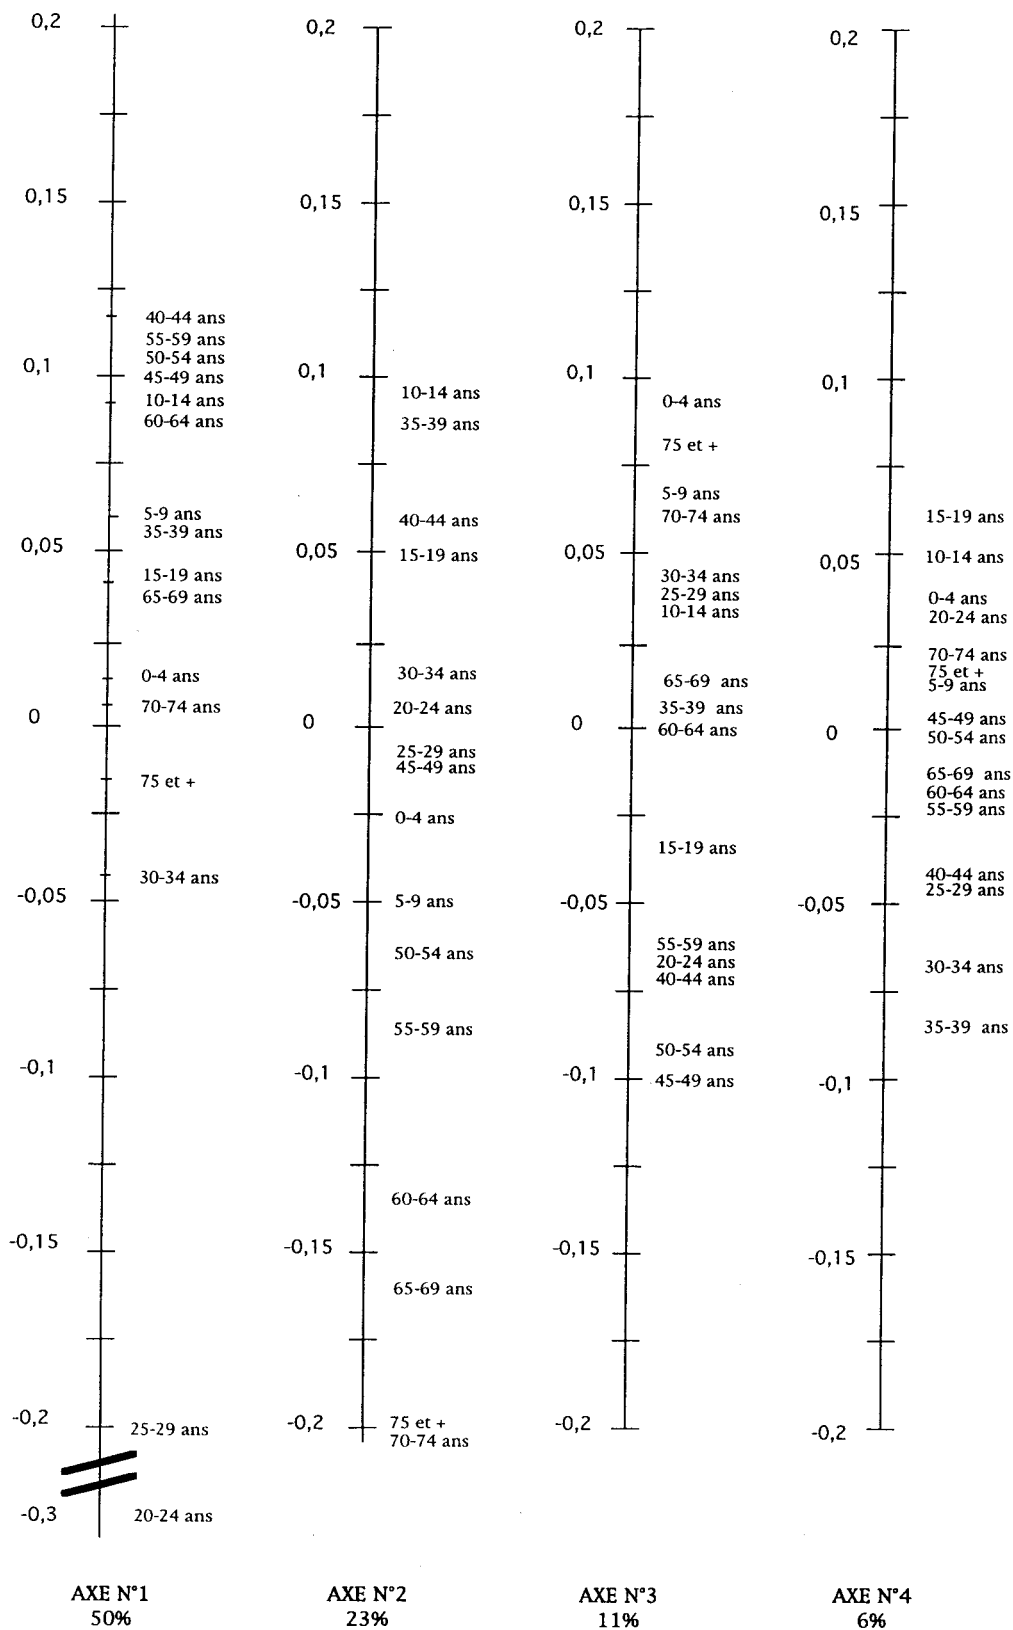 0,2
0,15
0,1
0,05
0
-0,05
-0,1
-0,15
-0,2
-0,3
40-44 ans
55-59 ans
50-54 ans
45-49 ans
10-14 ans
60-64 ans
5-9 ans
35-39 ans
15-19 ans
65-69 ans
0-4 ans
70-74 ans
75 et +
30-34 ans
25-29 ans
20-24 ans
AXE N°1
50%
0,2
0,15
0,1
0,05
0
-0,05
-0,1
-0,15
-0,2
10-14 ans
35-39 ans
40-44 ans
15-19 ans
30-34 ans
20-24 ans
25-29 ans
45-49 ans
0-4 ans
5-9 ans
50-54 ans
55-59 ans
60-64 ans
65-69 ans
75 et +
70-74 ans
AXE N°2
23%
0,2
0,15
0,1
0,05
0
-0,05
-0,1
-0,15
-0,2
0-4 ans
75 et +
5-9 ans
70-74 ans
30-34 ans
25-29 ans
10-14 ans
65-69 ans
35-39 ans
60-64 ans
15-19 ans
55-59 ans
20-24 ans
40-44 ans
50-54 ans
45-49 ans
AXE N°3
11%
0,2
0,15
0,1
0,05
0
-0,05
-0,1
-0,15
-0,2
15-19 ans
10-14 ans
0-4 ans
20-24 ans
70-74 ans
75 et +
5-9 ans
45-49 ans
50-54 ans
65-69 ans
60-64 ans
55-59 ans
40-44 ans
25-29 ans
30-34 ans
35-39 ans
AXE N°4
6%